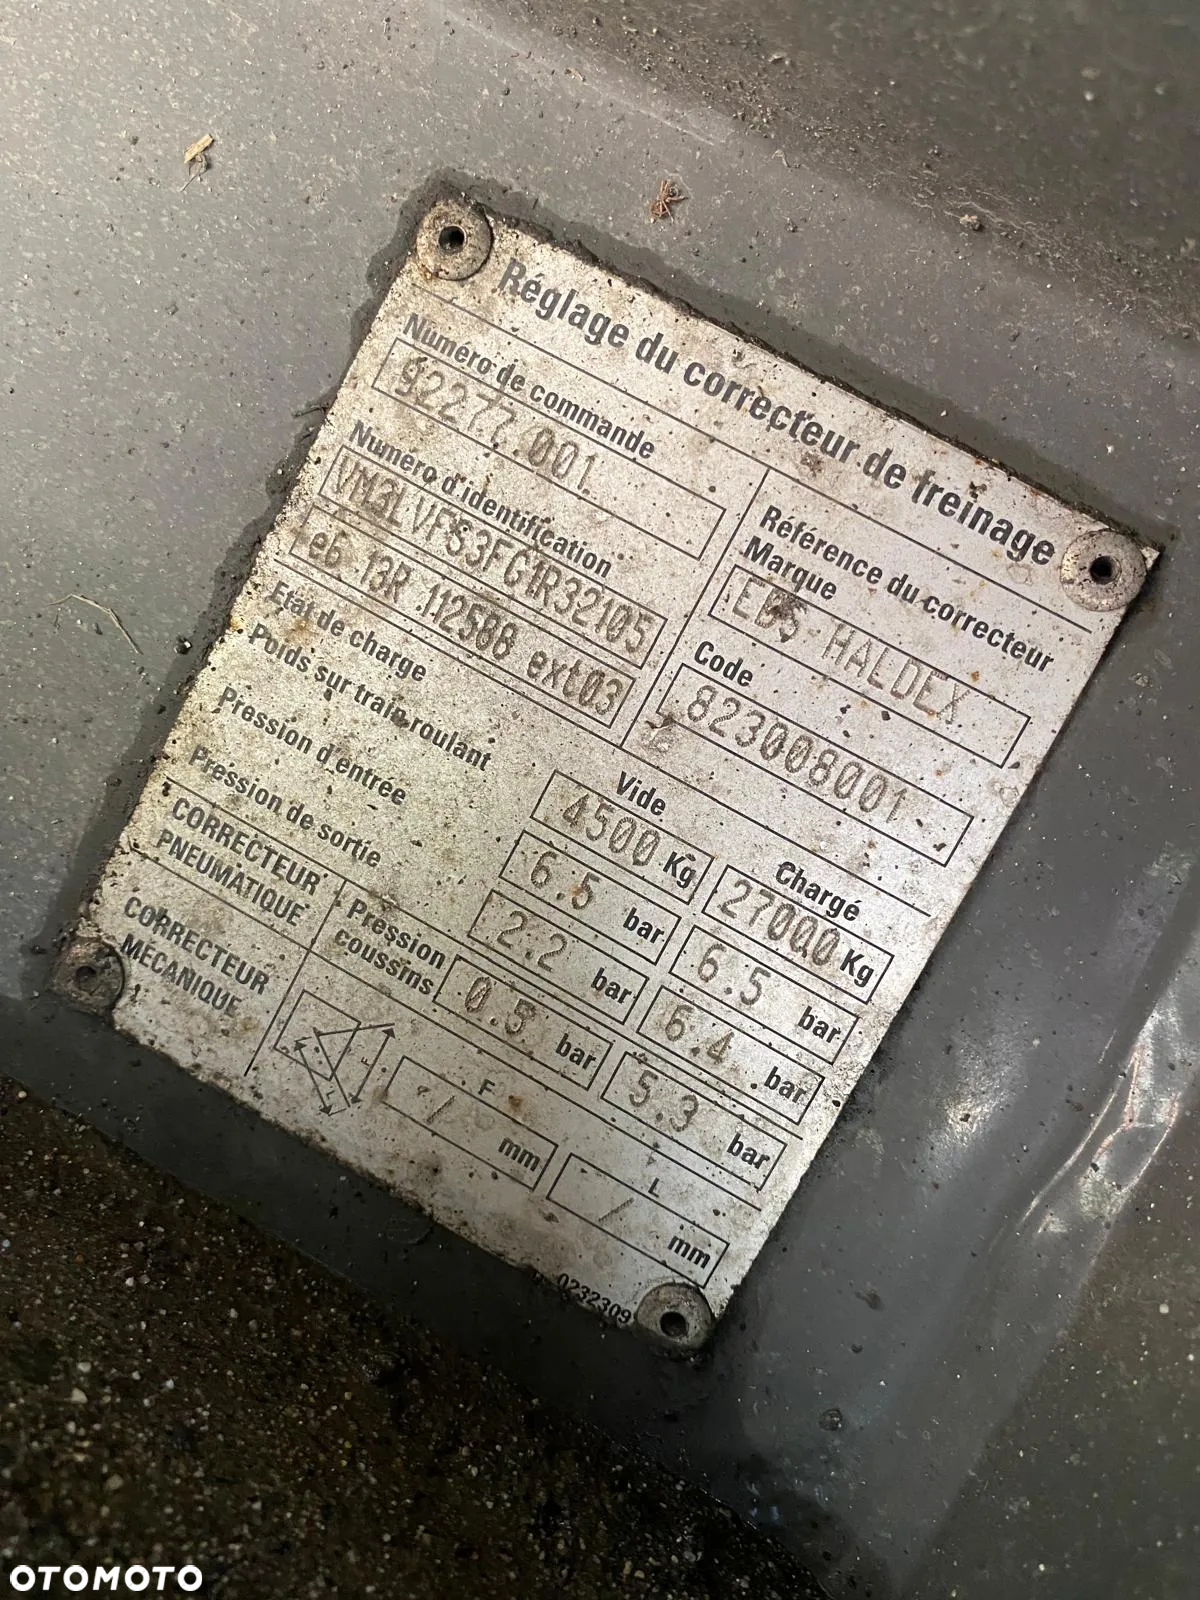 Réglage du correcteur de freinage
Numéro de commande
92277.001
Numéro d'identification
VM3LVFS3FG1R32105
e6. 13R .112588 ext03
Référence du correcteur
Marque
EBS-HALDEX
Code
823008001
Etat de charge
Vide
Chargé
Poids sur train roulant
4500 Kg
27000 Kg
Pression d'entrée
6.5 bar
6.5 bar
Pression de sortie
2.2 bar
6.4 bar
CORRECTEUR
PNEUMATIQUE
Pression
coussins
0.5 bar
5.3 bar
CORRECTEUR
MÉCANIQUE
F
L
/ mm
/ mm
0232309
OTOMOTO